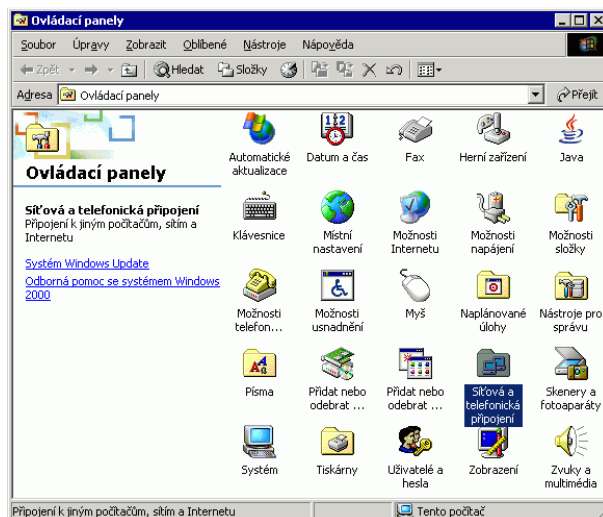 Ovládací panely
Soubor Úpravy Zobrazit Oblíbené Nástroje Nápověda
Zpět Hledat Složky
Adresa Ovládací panely Přejít
Ovládací panely
Síťová a telefonická připojení
Připojení k jiným počítačům, sítím a
Internetu
Systém Windows Update
Odborná pomoc se systémem Windows
2000
Automatické
aktualizace
Datum a čas
Fax
Herní zařízení
Java
Klávesnice
Místní
nastavení
Možnosti
Internetu
Možnosti
napájení
Možnosti
složky
Možnosti
telefon...
Možnosti
usnadnění
Myš
Naplánované
úlohy
Nástroje pro
správu
Písma
Přidat nebo
odebrat ...
Přidat nebo
odebrat ...
Síťová a
telefonická
připojení
Skenery a
fotoaparáty
Systém
Tiskárny
Uživatelé a
hesla
Zobrazení
Zvuky a
multimédia
Připojení k jiným počítačům, sítím a Internetu
Tento počítač